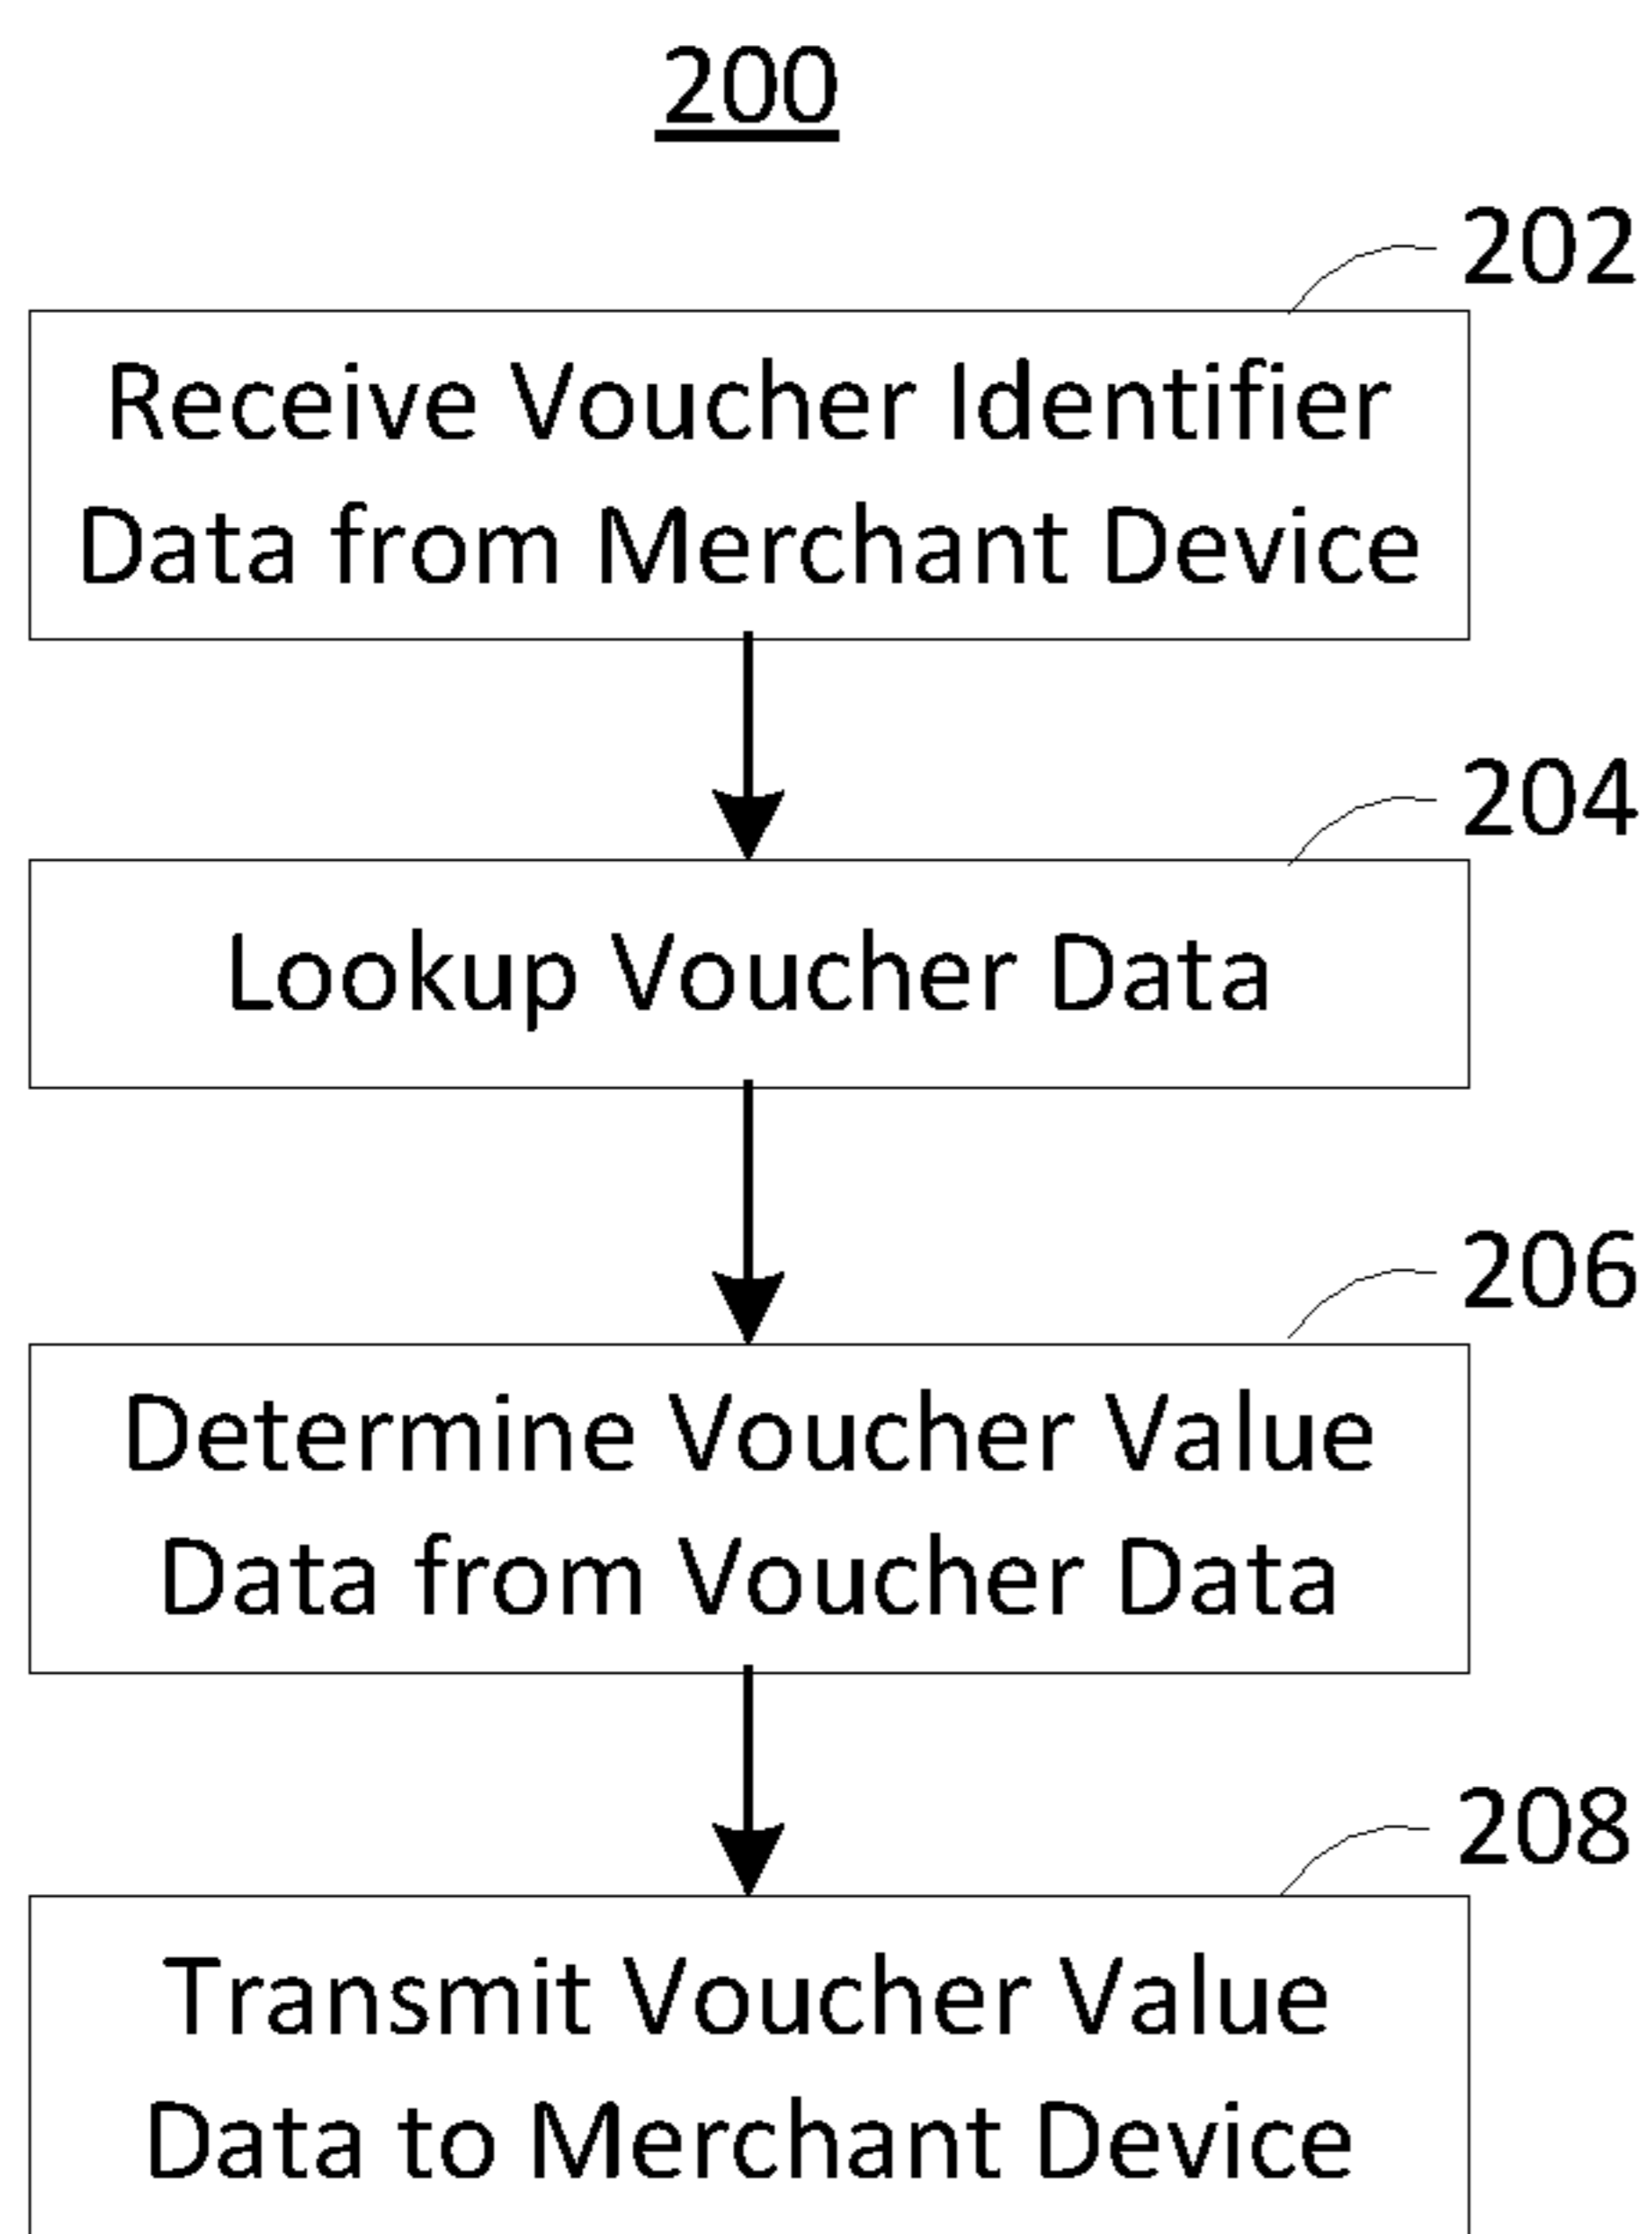 200
202
Receive Voucher Identifier
Data from Merchant Device
204
Lookup Voucher Data
206
Determine Voucher Value
Data from Voucher Data
208
Transmit Voucher Value
Data to Merchant Device